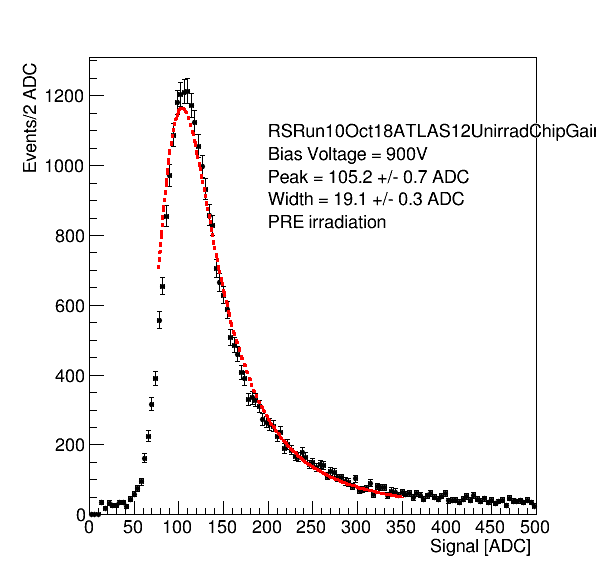 Events/2 ADC
1200
1000
800
600
400
200
0
RSRun10Oct18ATLAS12UnirradChipGai
Bias Voltage = 900V
Peak = 105.2 +/- 0.7 ADC
Width = 19.1 +/- 0.3 ADC
PRE irradiation
0 50 100 150 200 250 300 350 400 450 500
Signal [ADC]